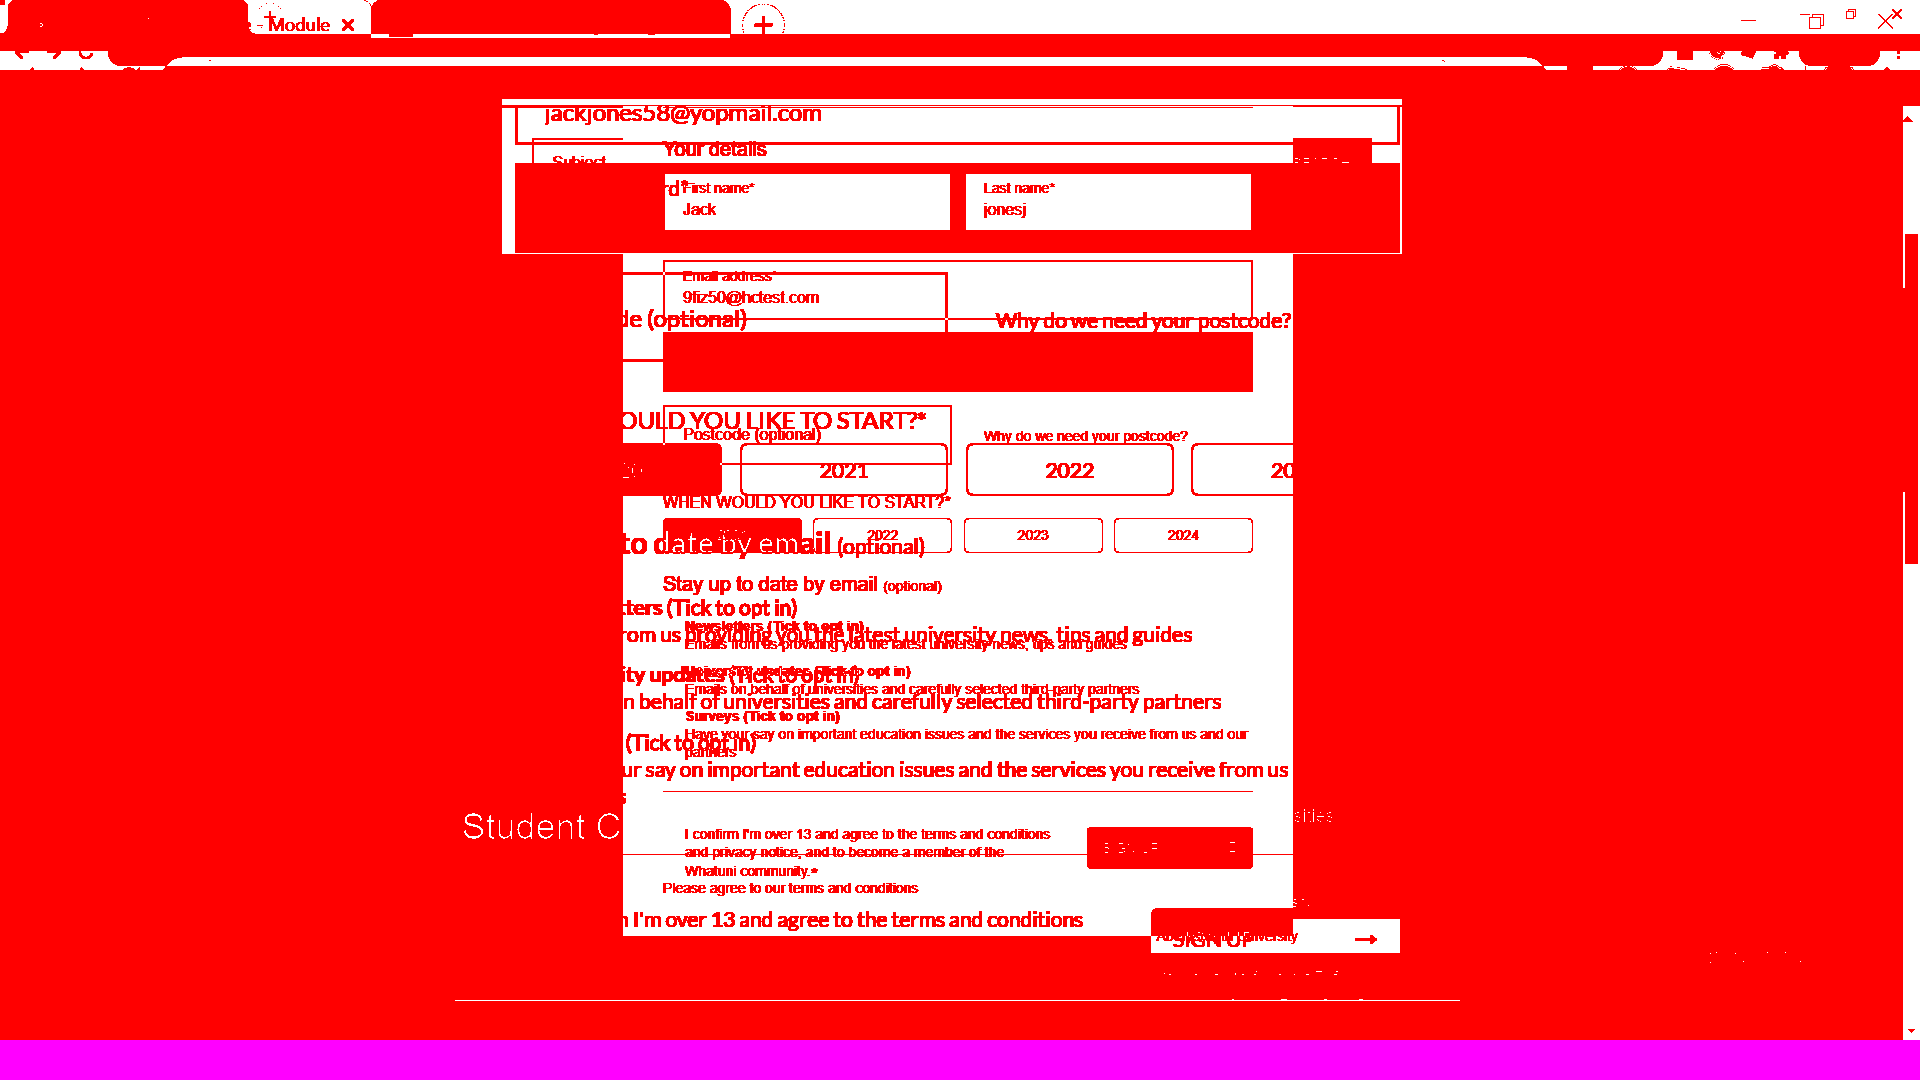 - Module
jackjones58@yopmail.com
Your details
Subject
rd*
First name*
Last name*
Jack
jonesj
Email address*
9fiz50@hctest.com
de (optional)
Why do we need your postcode?
OULD YOU LIKE TO START?*
Postcode (optional)
Why do we need your postcode?
2021
2022
20
WHEN WOULD YOU LIKE TO START?*
2022
2023
2024
to date by email (optional)
Stay up to date by email (optional)
tters (Tick to opt in)
Newsletters (Tick to opt in)
rom us providing you the latest university news, tips and guides
Emails from us providing you the latest university news, tips and guides
University updates (Tick to opt in)
ity updates (Tick to opt in)
Emails on behalf of universities and carefully selected third-party partners
n behalf of universities and carefully selected third-party partners
Surveys (Tick to opt in)
Have your say on important education issues and the services you receive from us and our
(Tick to opt in)
partners
ur say on important education issues and the services you receive from us
s
Student C
sities
I confirm I'm over 13 and agree to the terms and conditions
and privacy notice, and to become a member of the
SIGN UP
Whatuni community.*
Please agree to our terms and conditions
I'm over 13 and agree to the terms and conditions
SIGN UP
University